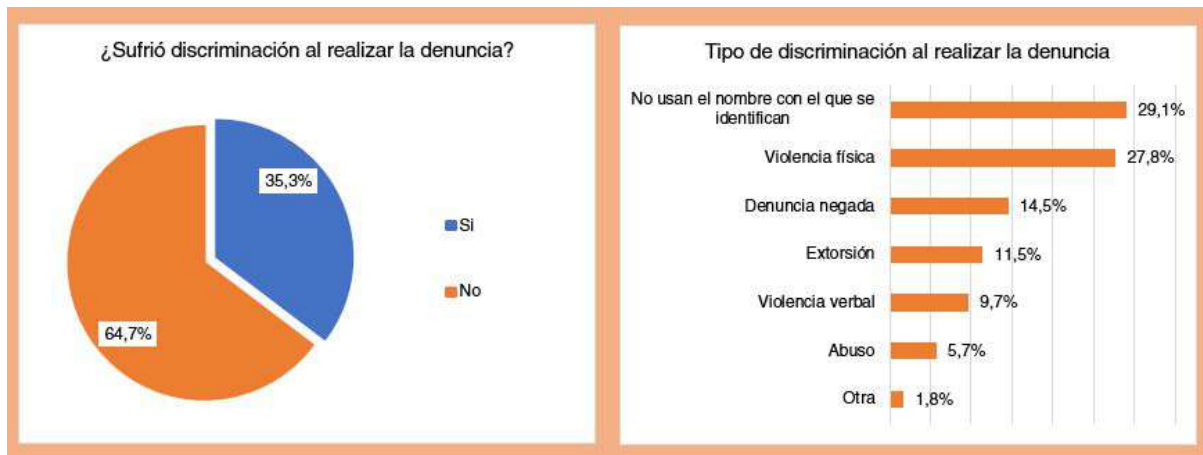 ¿Sufrió discriminación al realizar la denuncia?
35,3%
64,7%
Si
No
Tipo de discriminación al realizar la denuncia
No usan el nombre con el que se
identifican
29,1%
Violencia física
27,8%
Denuncia negada
14,5%
Extorsión
11,5%
Violencia verbal
9,7%
Abuso
5,7%
Otra
1,8%